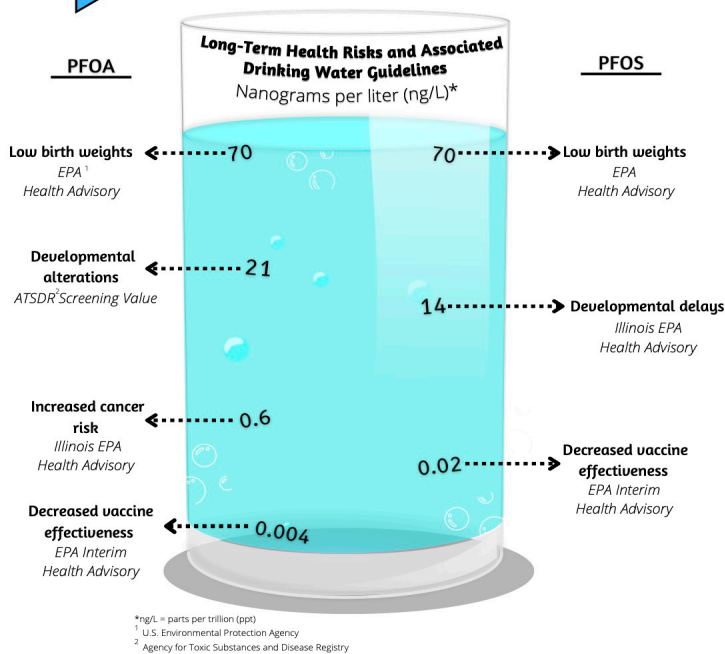 Long-Term Health Risks and Associated
Drinking Water Guidelines
Nanograms per liter (ng/L)*
PFOA
PFOS
Low birth weights
EPA 1
Health Advisory
70
70
Low birth weights
EPA
Health Advisory
Developmental
alterations
ATSDR2Screening Value
21
14
Developmental delays
Illinois EPA
Health Advisory
Increased cancer
risk
Illinois EPA
Health Advisory
0.6
0.02
Decreased vaccine
effectiveness
EPA Interim
Health Advisory
Decreased vaccine
effectiveness
EPA Interim
Health Advisory
0.004
*ng/L = parts per trillion (ppt)
1 U.S. Environmental Protection Agency
2 Agency for Toxic Substances and Disease Registry